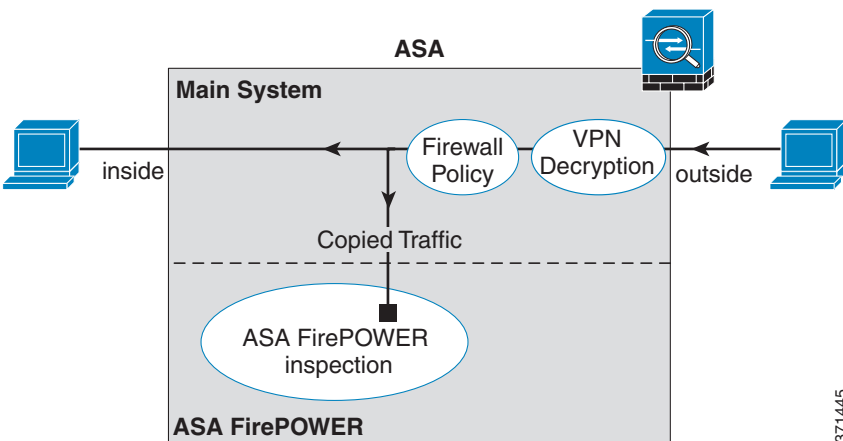 ASA
Main System
Firewall
Policy
VPN
Decryption
inside
outside
Copied Traffic
ASA FirePOWER
inspection
ASA FirePOWER
371445